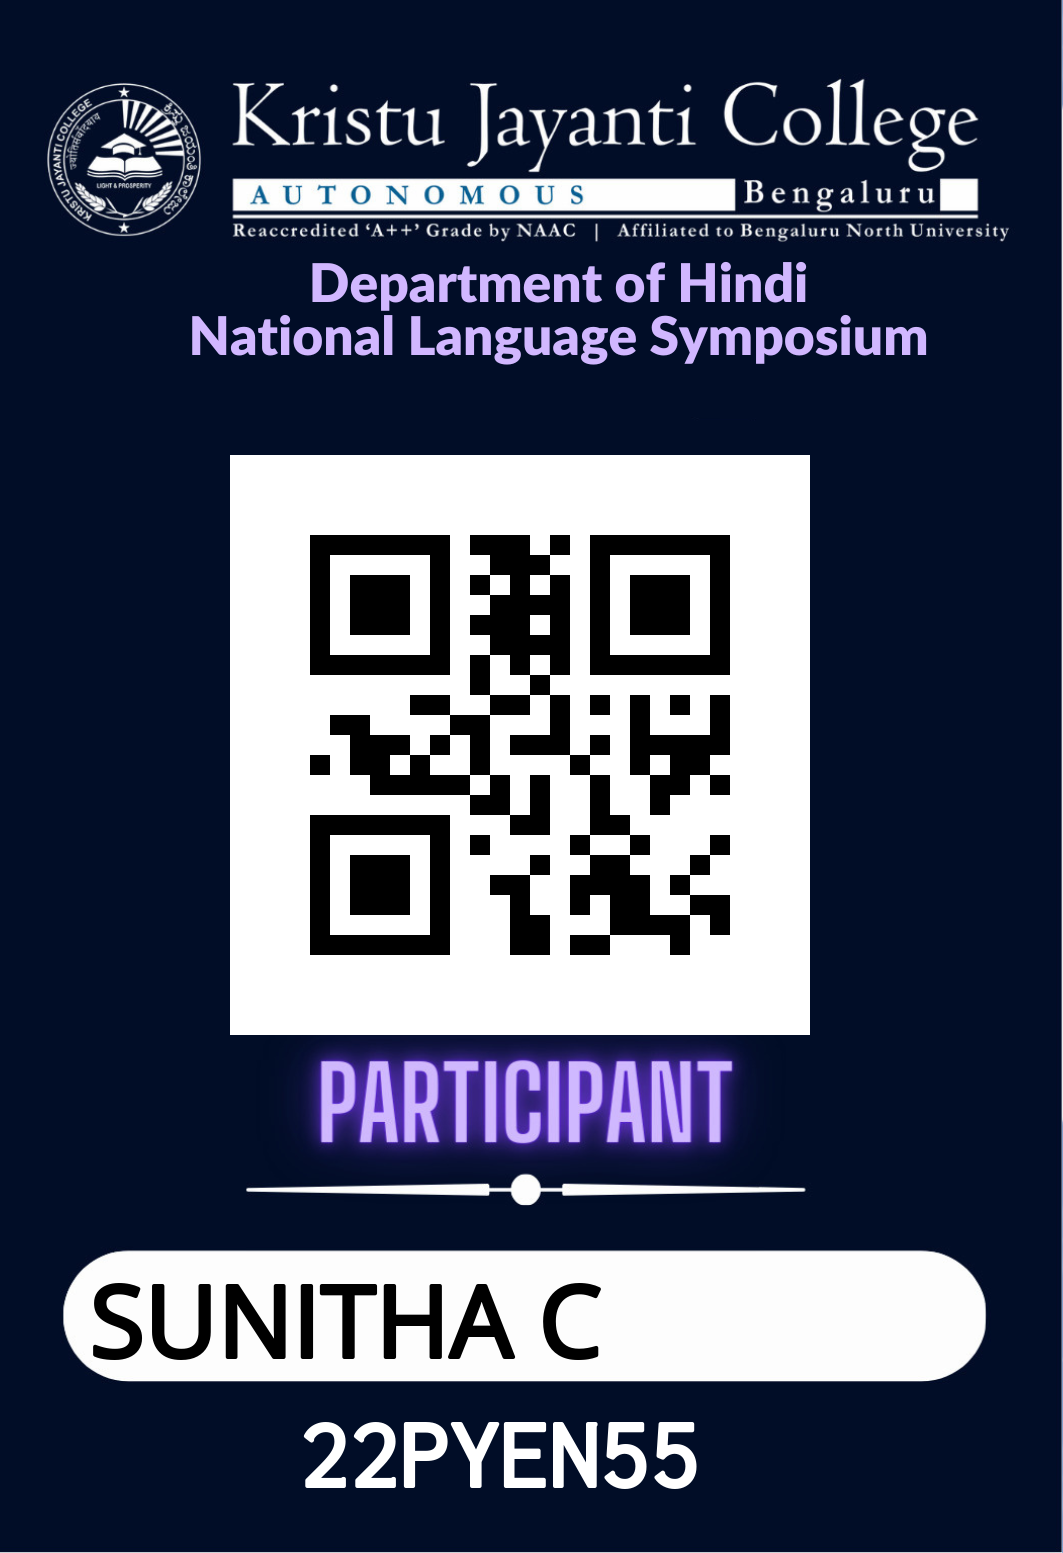 KRISTU JAYANTI COLLEGE
LIGHT & PROSPERITY
Kristu Jayanti College
AUTONOMOUS Bengaluru
Reaccredited ‘A++’ Grade by NAAC | Affiliated to Bengaluru North University
Department of Hindi
National Language Symposium
PARTICIPANT
SUNITHA C
22PYEN55